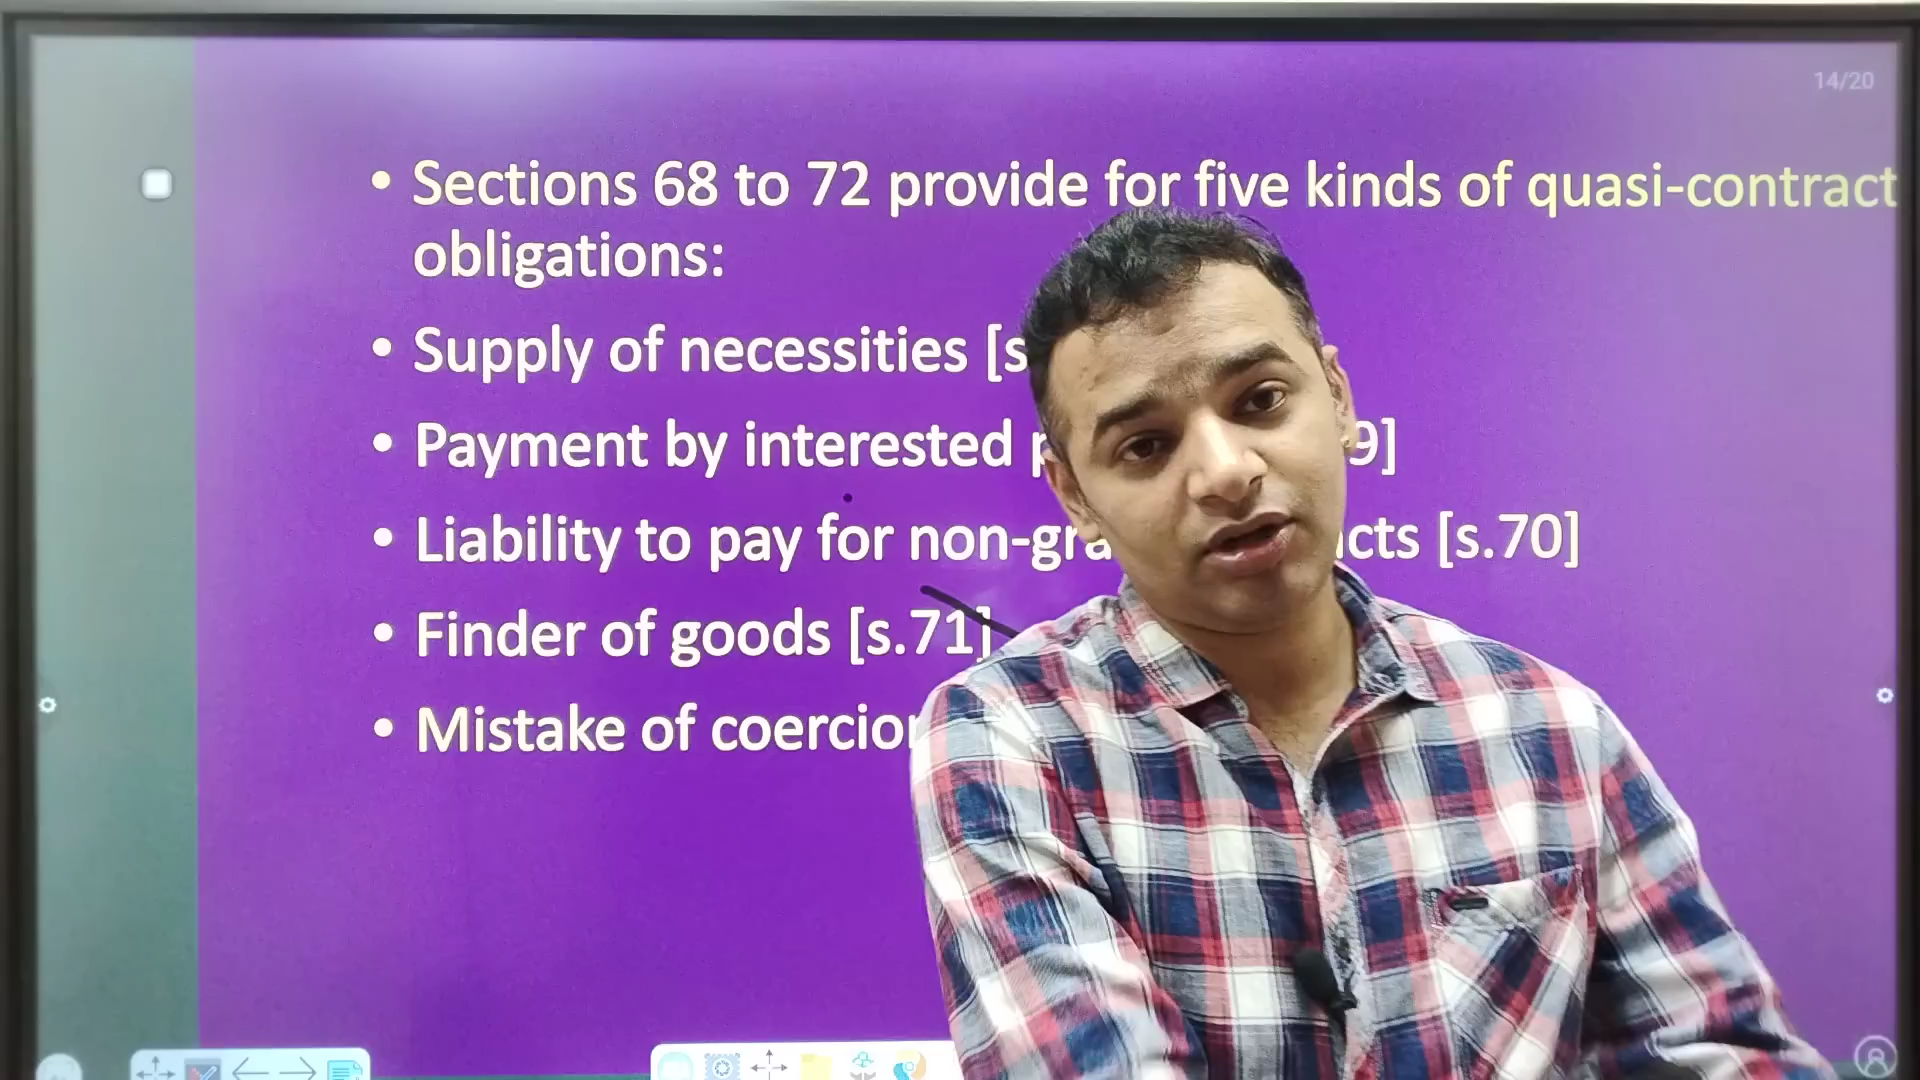 14/20
• Sections 68 to 72 provide for five kinds of quasi-contract
obligations:
• Supply of necessities [s
• Payment by interested 9]
• Liability to pay for non-gra cts [s.70]
• Finder of goods [s.71]
• Mistake of coercion